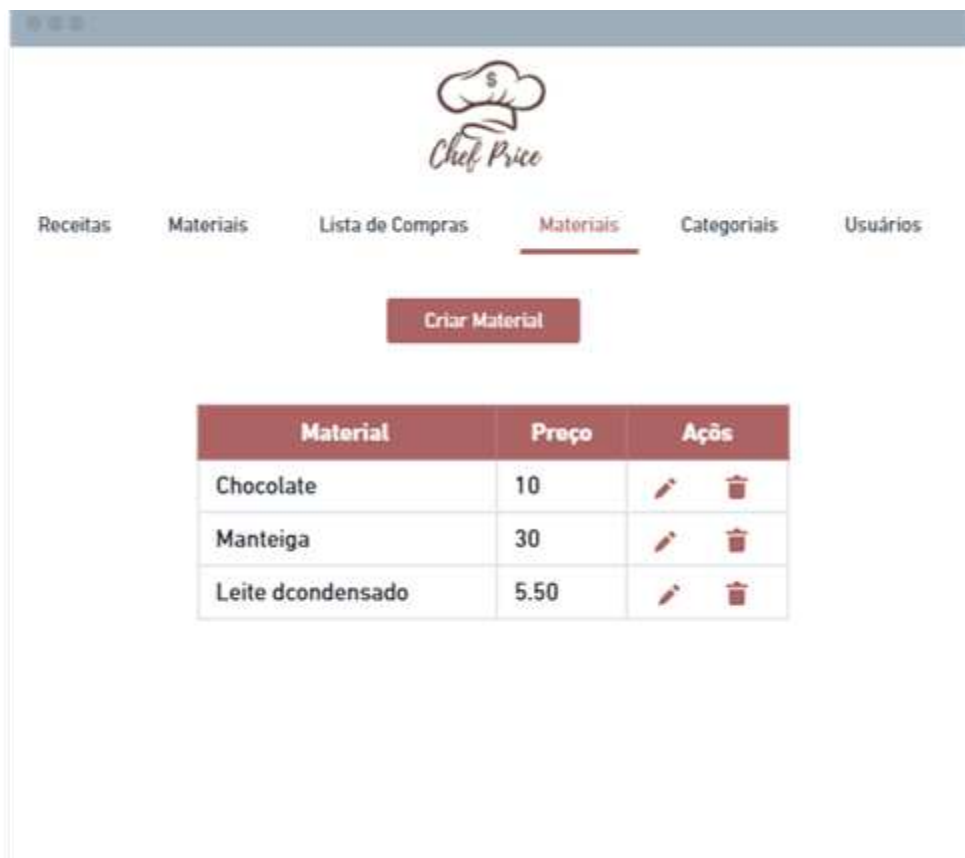 $
Chef Price
Receitas Materiais Lista de Compras Materiais Categoriais Usuários
Criar Material
Material Preço Açõs
Chocolate 10
Manteiga 30
Leite dcondensado 5.50